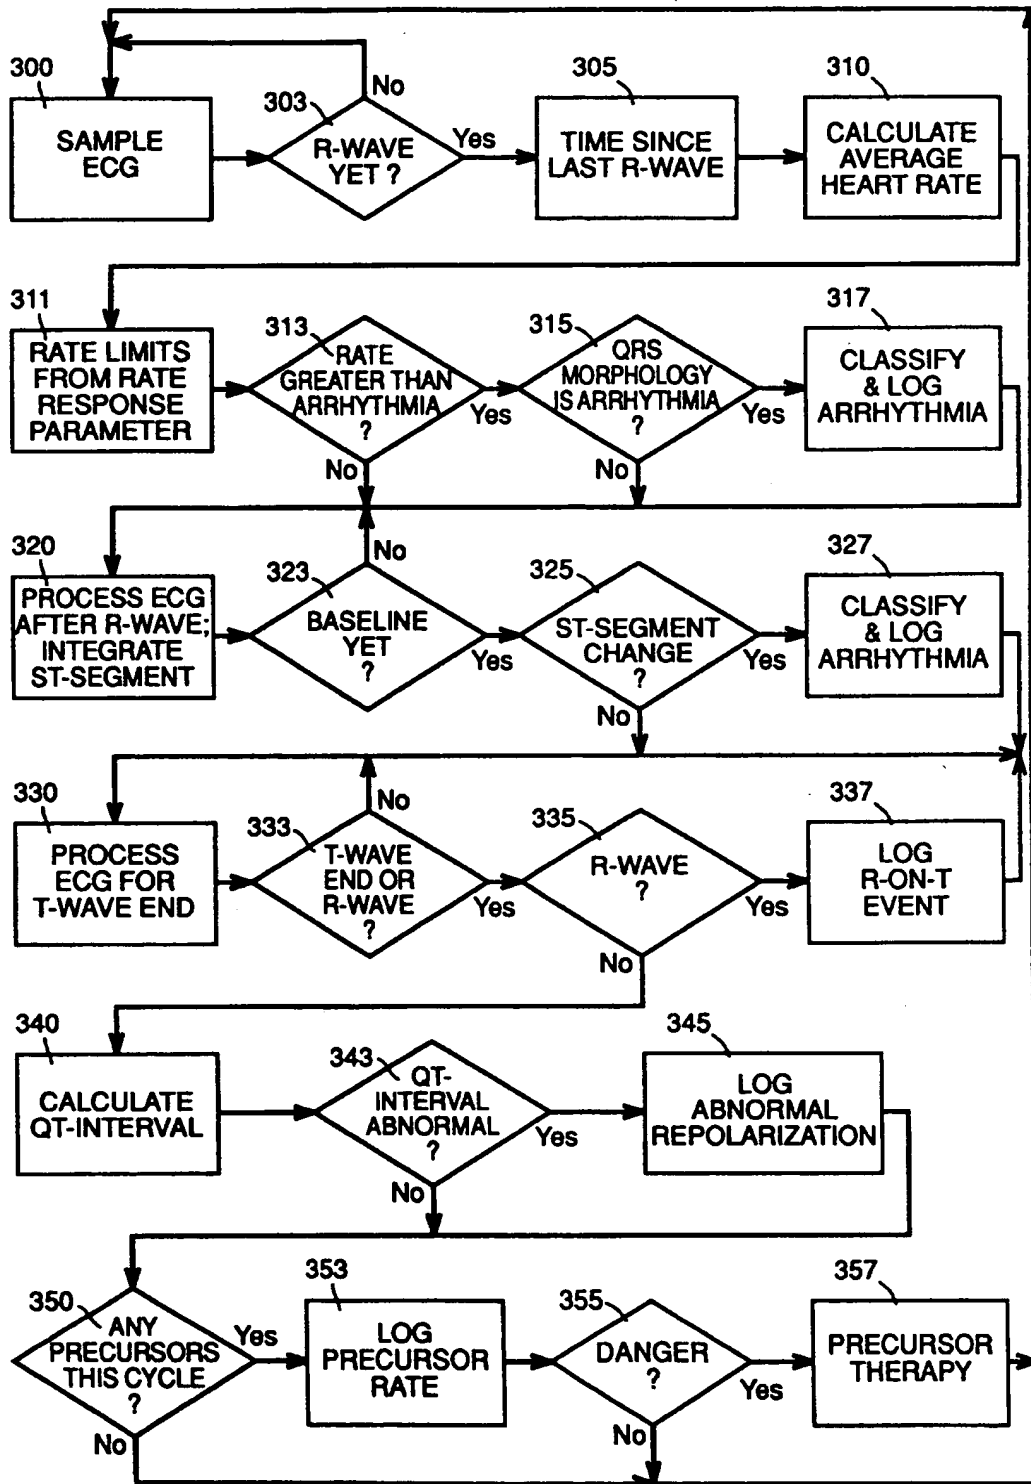 300
SAMPLE
ECG
303
R-WAVE
YET ?
No
Yes
305
TIME SINCE
LAST R-WAVE
310
CALCULATE
AVERAGE
HEART RATE
311
RATE LIMITS
FROM RATE
RESPONSE
PARAMETER
313
RATE
GREATER THAN
ARRHYTHMIA
?
Yes
No
315
QRS
MORPHOLOGY
IS ARRHYTHMIA
?
Yes
No
317
CLASSIFY
& LOG
ARRHYTHMIA
320
PROCESS ECG
AFTER R-WAVE;
INTEGRATE
ST-SEGMENT
323
BASELINE
YET
?
No
Yes
325
ST-SEGMENT
CHANGE
?
Yes
No
327
CLASSIFY
& LOG
ARRHYTHMIA
330
PROCESS
ECG FOR
T-WAVE END
333
T-WAVE
END OR
R-WAVE
?
No
Yes
335
R-WAVE
?
Yes
No
337
LOG
R-ON-T
EVENT
340
CALCULATE
QT-INTERVAL
343
QT-
INTERVAL
ABNORMAL
?
Yes
No
345
LOG
ABNORMAL
REPOLARIZATION
350
ANY
PRECURSORS
THIS CYCLE
?
Yes
No
353
LOG
PRECURSOR
RATE
355
DANGER
?
Yes
No
357
PRECURSOR
THERAPY